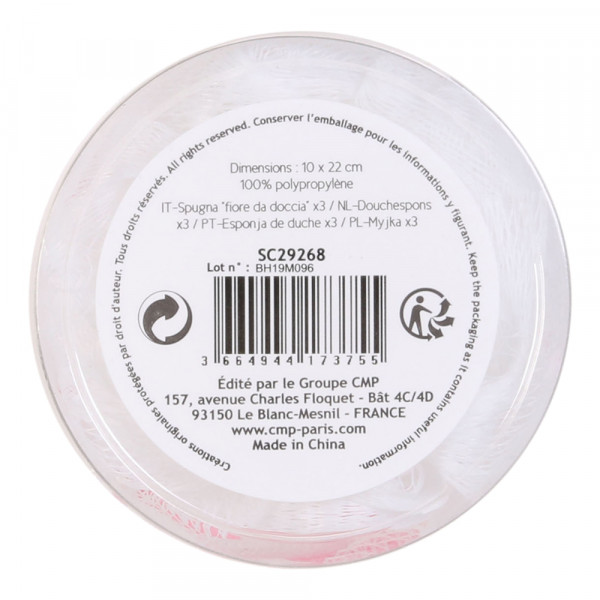 Créations originales protégées par droit d'auteur. Tous droits réservés. All rights reserved. Conserver l'emballage pour les informations y figurant. Keep the packaging as it contains useful information.
Dimensions : 10 x 22 cm
100% polypropylène
IT-Spugna "fiore da doccia" x3 / NL-Douchespons
x3 / PT-Esponja de duche x3 / PL-Myjka x3
SC29268
Lot n° : BH19M096
3 664944 173755
Édité par le Groupe CMP
157, avenue Charles Floquet - Bât 4C/4D
93150 Le Blanc-Mesnil - FRANCE
www.cmp-paris.com
Made in China